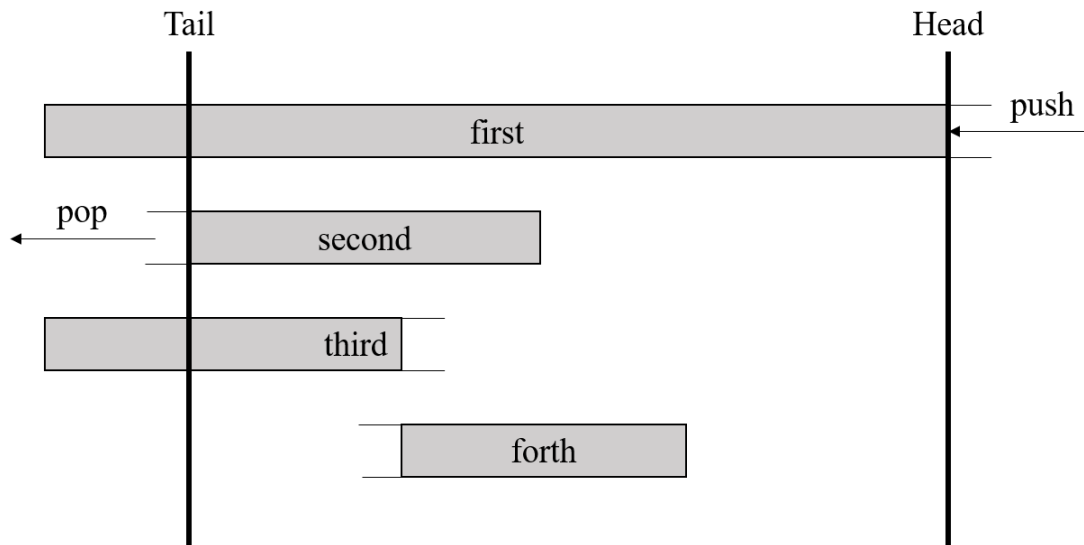 Tail
Head
push
first
pop
second
third
forth